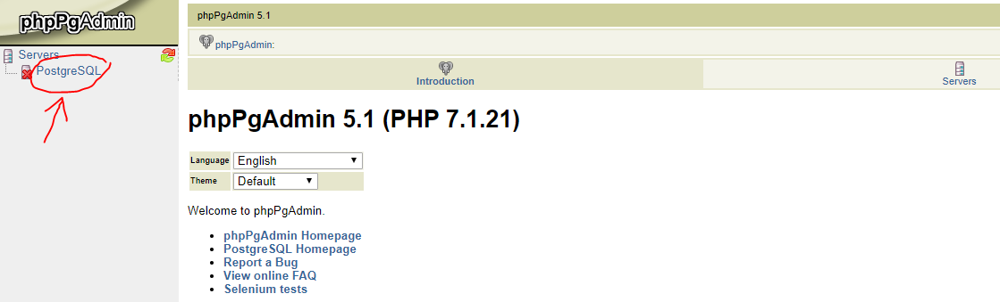 phpPgAdmin
Servers
PostgreSQL
phpPgAdmin 5.1
phpPgAdmin:
Introduction
Servers
phpPgAdmin 5.1 (PHP 7.1.21)
Language English
Theme Default
Welcome to phpPgAdmin.
phpPgAdmin Homepage
PostgreSQL Homepage
Report a Bug
View online FAQ
Selenium tests